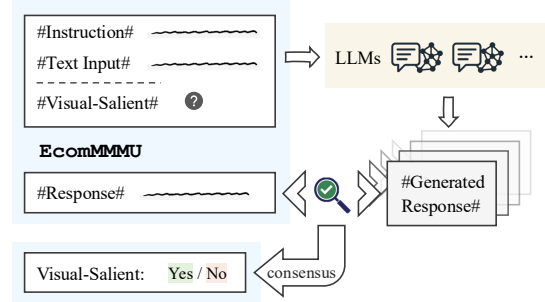 #Instruction#
#Text Input#
#Visual-Salient# ?
LLMs ...
EcomMMMU
#Response#
#Generated
Response#
Visual-Salient: Yes / No
consensus